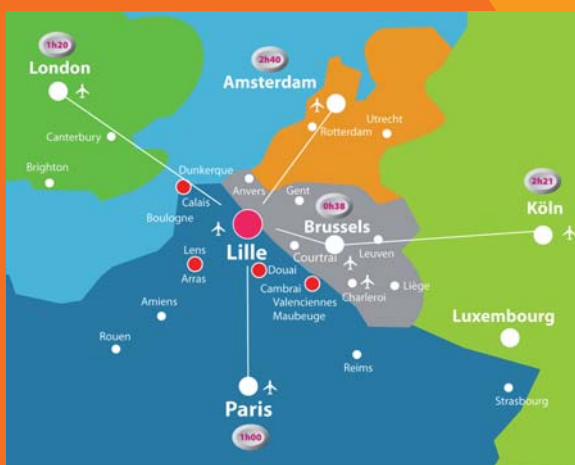 1h20
London
2h40
Amsterdam
Utrecht
Rotterdam
Canterbury
Brighton
Dunkerque
Calais
Boulogne
Anvers
Gent
0h38
Brussels
2h21
Köln
Lille
Courtrai
Leuven
Lens
Arras
Douai
Cambrai
Valenciennes
Maubeuge
Charleroi
Liège
Amiens
Rouen
Luxembourg
Reims
Strasbourg
Paris
1h00